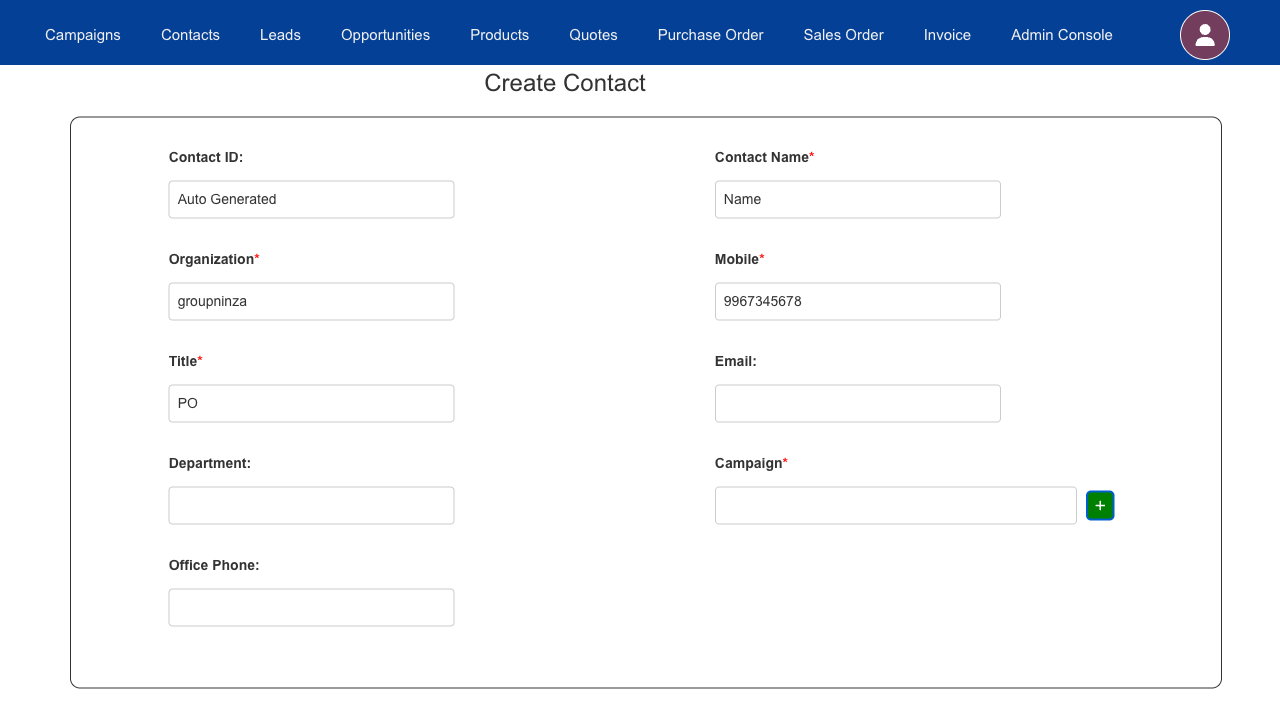 Campaigns Contacts Leads Opportunities Products Quotes Purchase Order Sales Order Invoice Admin Console
Create Contact
Contact ID:
Auto Generated
Contact Name*
Name
Organization*
groupninza
Mobile*
9967345678
Title*
PO
Email:
Department:
Campaign*
+
Office Phone: